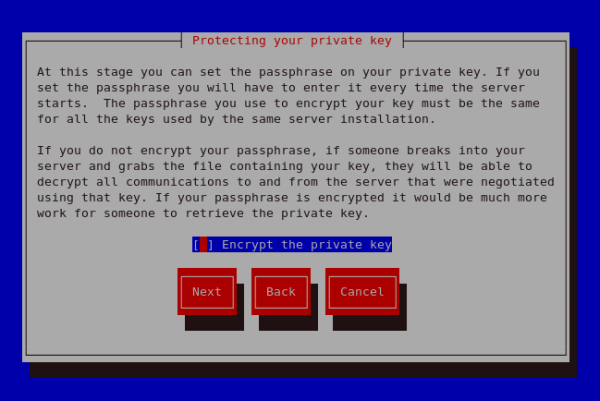 Protecting your private key
At this stage you can set the passphrase on your private key. If you
set the passphrase you will have to enter it every time the server
starts.  The passphrase you use to encrypt your key must be the same
for all the keys used by the same server installation.
If you do not encrypt your passphrase, if someone breaks into your
server and grabs the file containing your key, they will be able to
decrypt all communications to and from the server that were negotiated
using that key. If your passphrase is encrypted it would be much more
work for someone to retrieve the private key.
[ ] Encrypt the private key
Next Back Cancel